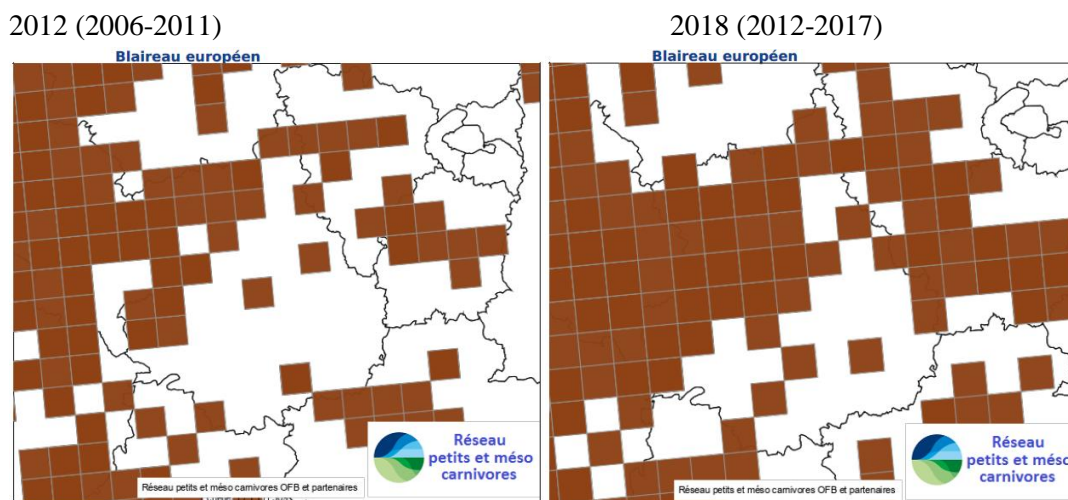 2012 (2006-2011) 2018 (2012-2017)
Blaireau européen
Blaireau européen
Réseau
petits et méso
carnivores
Réseau petits et méso carnivores OFB et partenaires
Réseau
petits et méso
carnivores
Réseau petits et méso carnivores OFB et partenaires